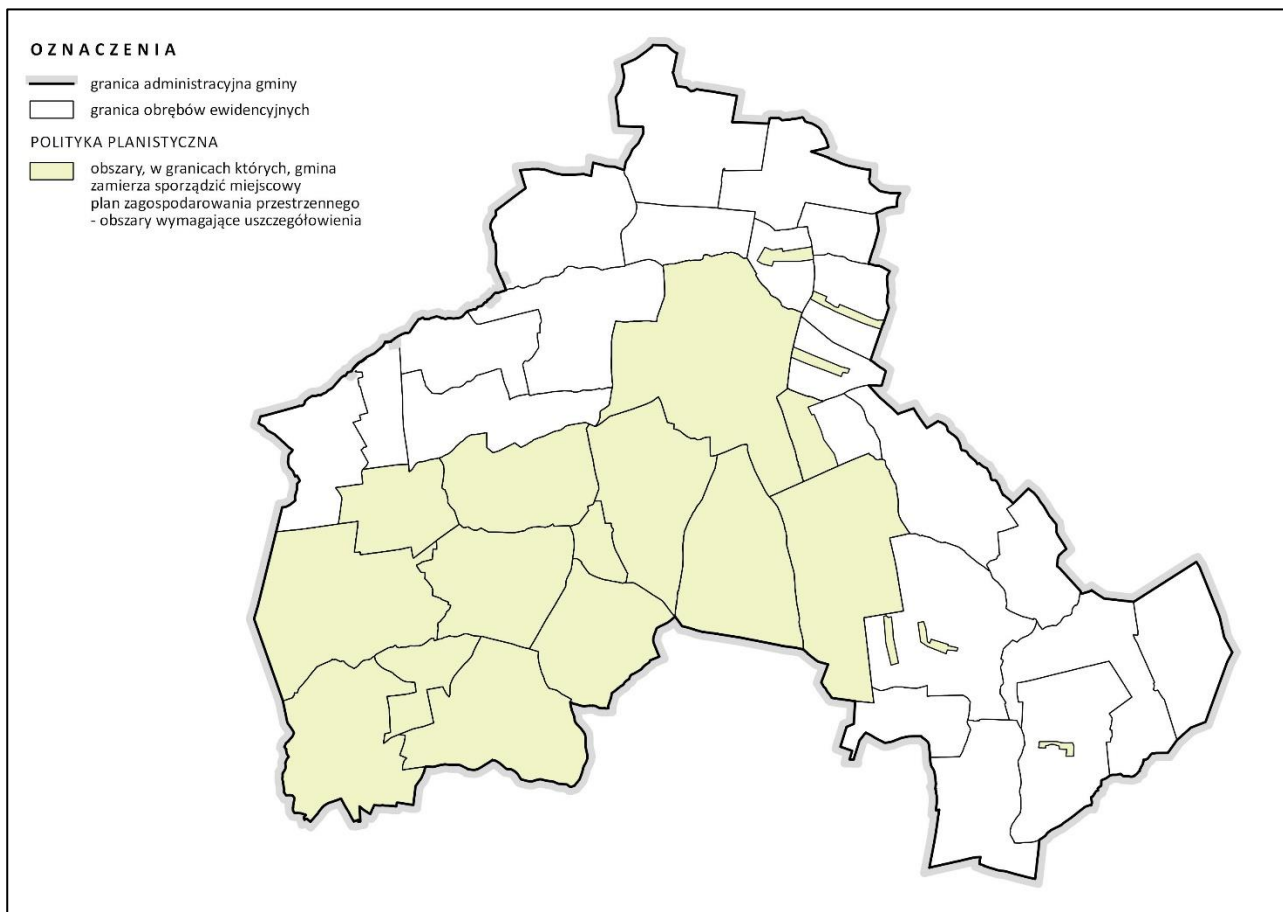 OZNACZENIA
granica administracyjna gminy
granica obrębów ewidencyjnych
POLITYKA PLANISTYCZNA
obszary, w granicach których, gmina
zamierza sporządzić miejscowy
plan zagospodarowania przestrzennego
- obszary wymagające uszczegółowienia